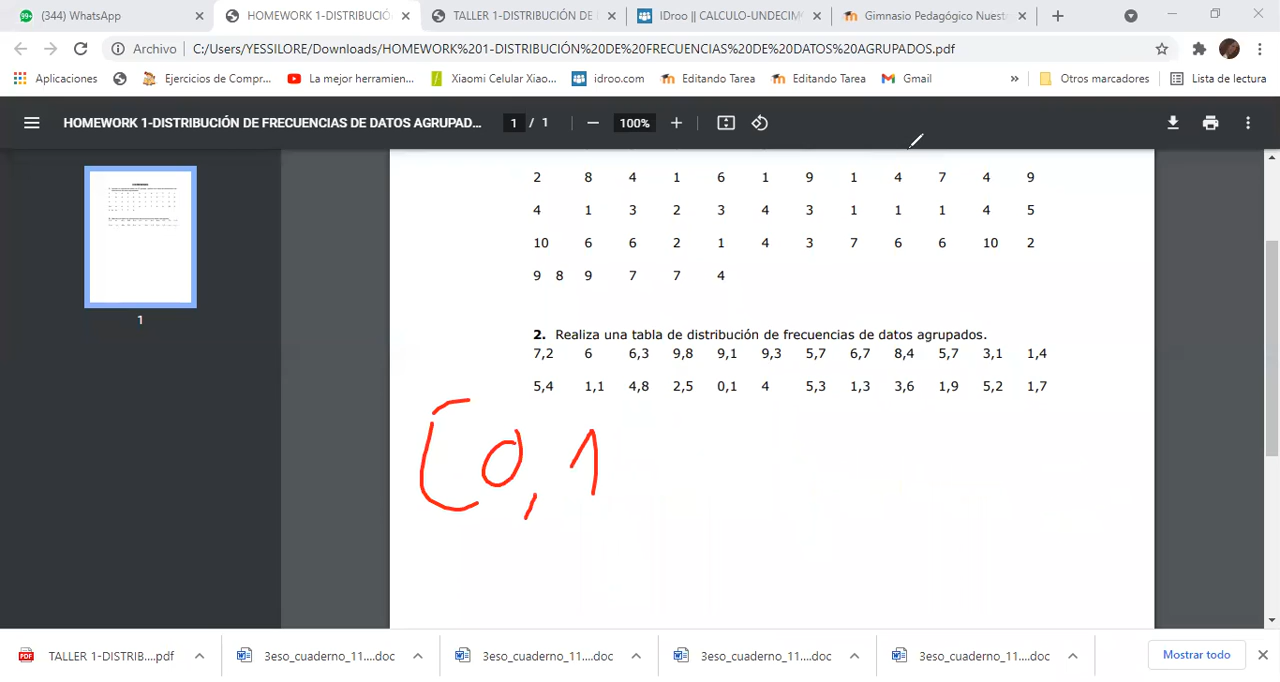 (344) WhatsApp
HOMEWORK 1-DISTRIBUCIÓ
TALLER 1-DISTRIBUCIÓN DE F
IDroo || CALCULO-UNDECIM
Gimnasio Pedagógico Nuest
Archivo C:/Users/YESSILORE/Downloads/HOMEWORK%201-DISTRIBUCIÓN%20DE%20FRECUENCIAS%20DE%20DATOS%20AGRUPADOS.pdf
Aplicaciones Ejercicios de Compr... La mejor herramien... Xiaomi Celular Xiao... idroo.com Editando Tarea Editando Tarea Gmail » Otros marcadores Lista de lectura
HOMEWORK 1-DISTRIBUCIÓN DE FRECUENCIAS DE DATOS AGRUPAD... 1 / 1 100%
1
2 8 4 1 6 1 9 1 4 7 4 9
4 1 3 2 3 4 3 1 1 1 4 5
10 6 6 2 1 4 3 7 6 6 10 2
9 8 9 7 7 4
2. Realiza una tabla de distribución de frecuencias de datos agrupados.
7,2 6 6,3 9,8 9,1 9,3 5,7 6,7 8,4 5,7 3,1 1,4
5,4 1,1 4,8 2,5 0,1 4 5,3 1,3 3,6 1,9 5,2 1,7
[0,1
TALLER 1-DISTRIB....pdf 3eso_cuaderno_11....doc 3eso_cuaderno_11....doc 3eso_cuaderno_11....doc 3eso_cuaderno_11....doc Mostrar todo